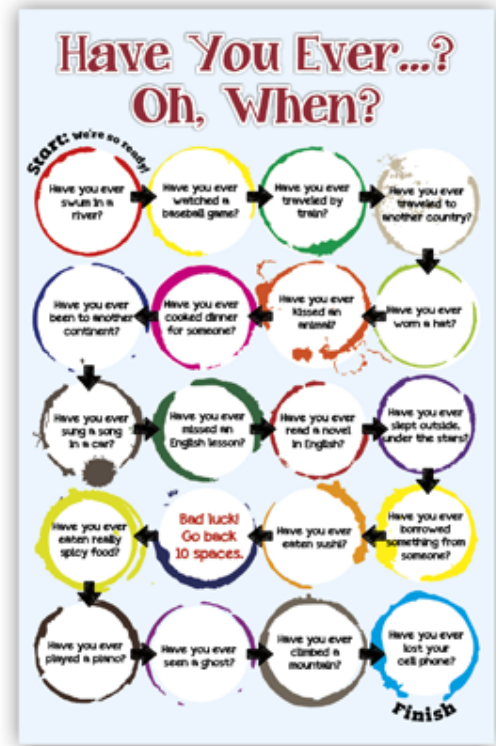 Have You Ever...?
Oh, When?
Start: We're so ready!
Have you ever
swum in a
river?
Have you ever
watched a
baseball game?
Have you ever
traveled by
train?
Have you ever
traveled to
another country?
Have you ever
worn a hat?
Have you ever
kissed an
animal?
Have you ever
cooked dinner
for someone?
Have you ever
been to another
continent?
Have you ever
sung a song
in a car?
Have you ever
missed an
English lesson?
Have you ever
read a novel
in English?
Have you ever
slept outside,
under the stars?
Have you ever
borrowed
something from
someone?
Have you ever
eaten sushi?
Bad luck!
Go back
10 spaces.
Have you ever
eaten really
spicy food?
Have you ever
played a piano?
Have you ever
seen a ghost?
Have you ever
climbed a
mountain?
Have you ever
lost your
cell phone?
Finish